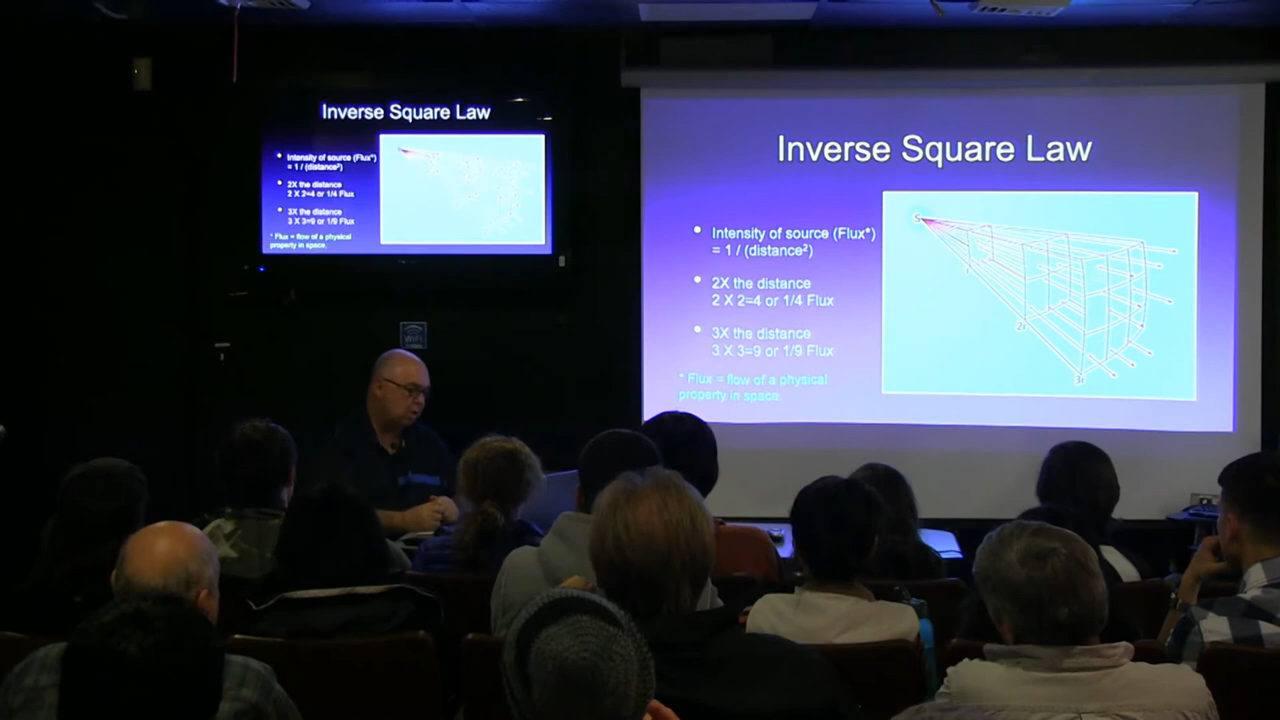 Inverse Square Law
Intensity of source (Flux*)
= 1 / (distance²)
2X the distance
2 X 2=4 or 1/4 Flux
3X the distance
3 X 3=9 or 1/9 Flux
* Flux = flow of a physical
property in space.
WiFi
Inverse Square Law
Intensity of source (Flux*)
= 1 / (distance²)
2X the distance
2 X 2=4 or 1/4 Flux
3X the distance
3 X 3=9 or 1/9 Flux
* Flux = flow of a physical
property in space.
S
r
2r
3r